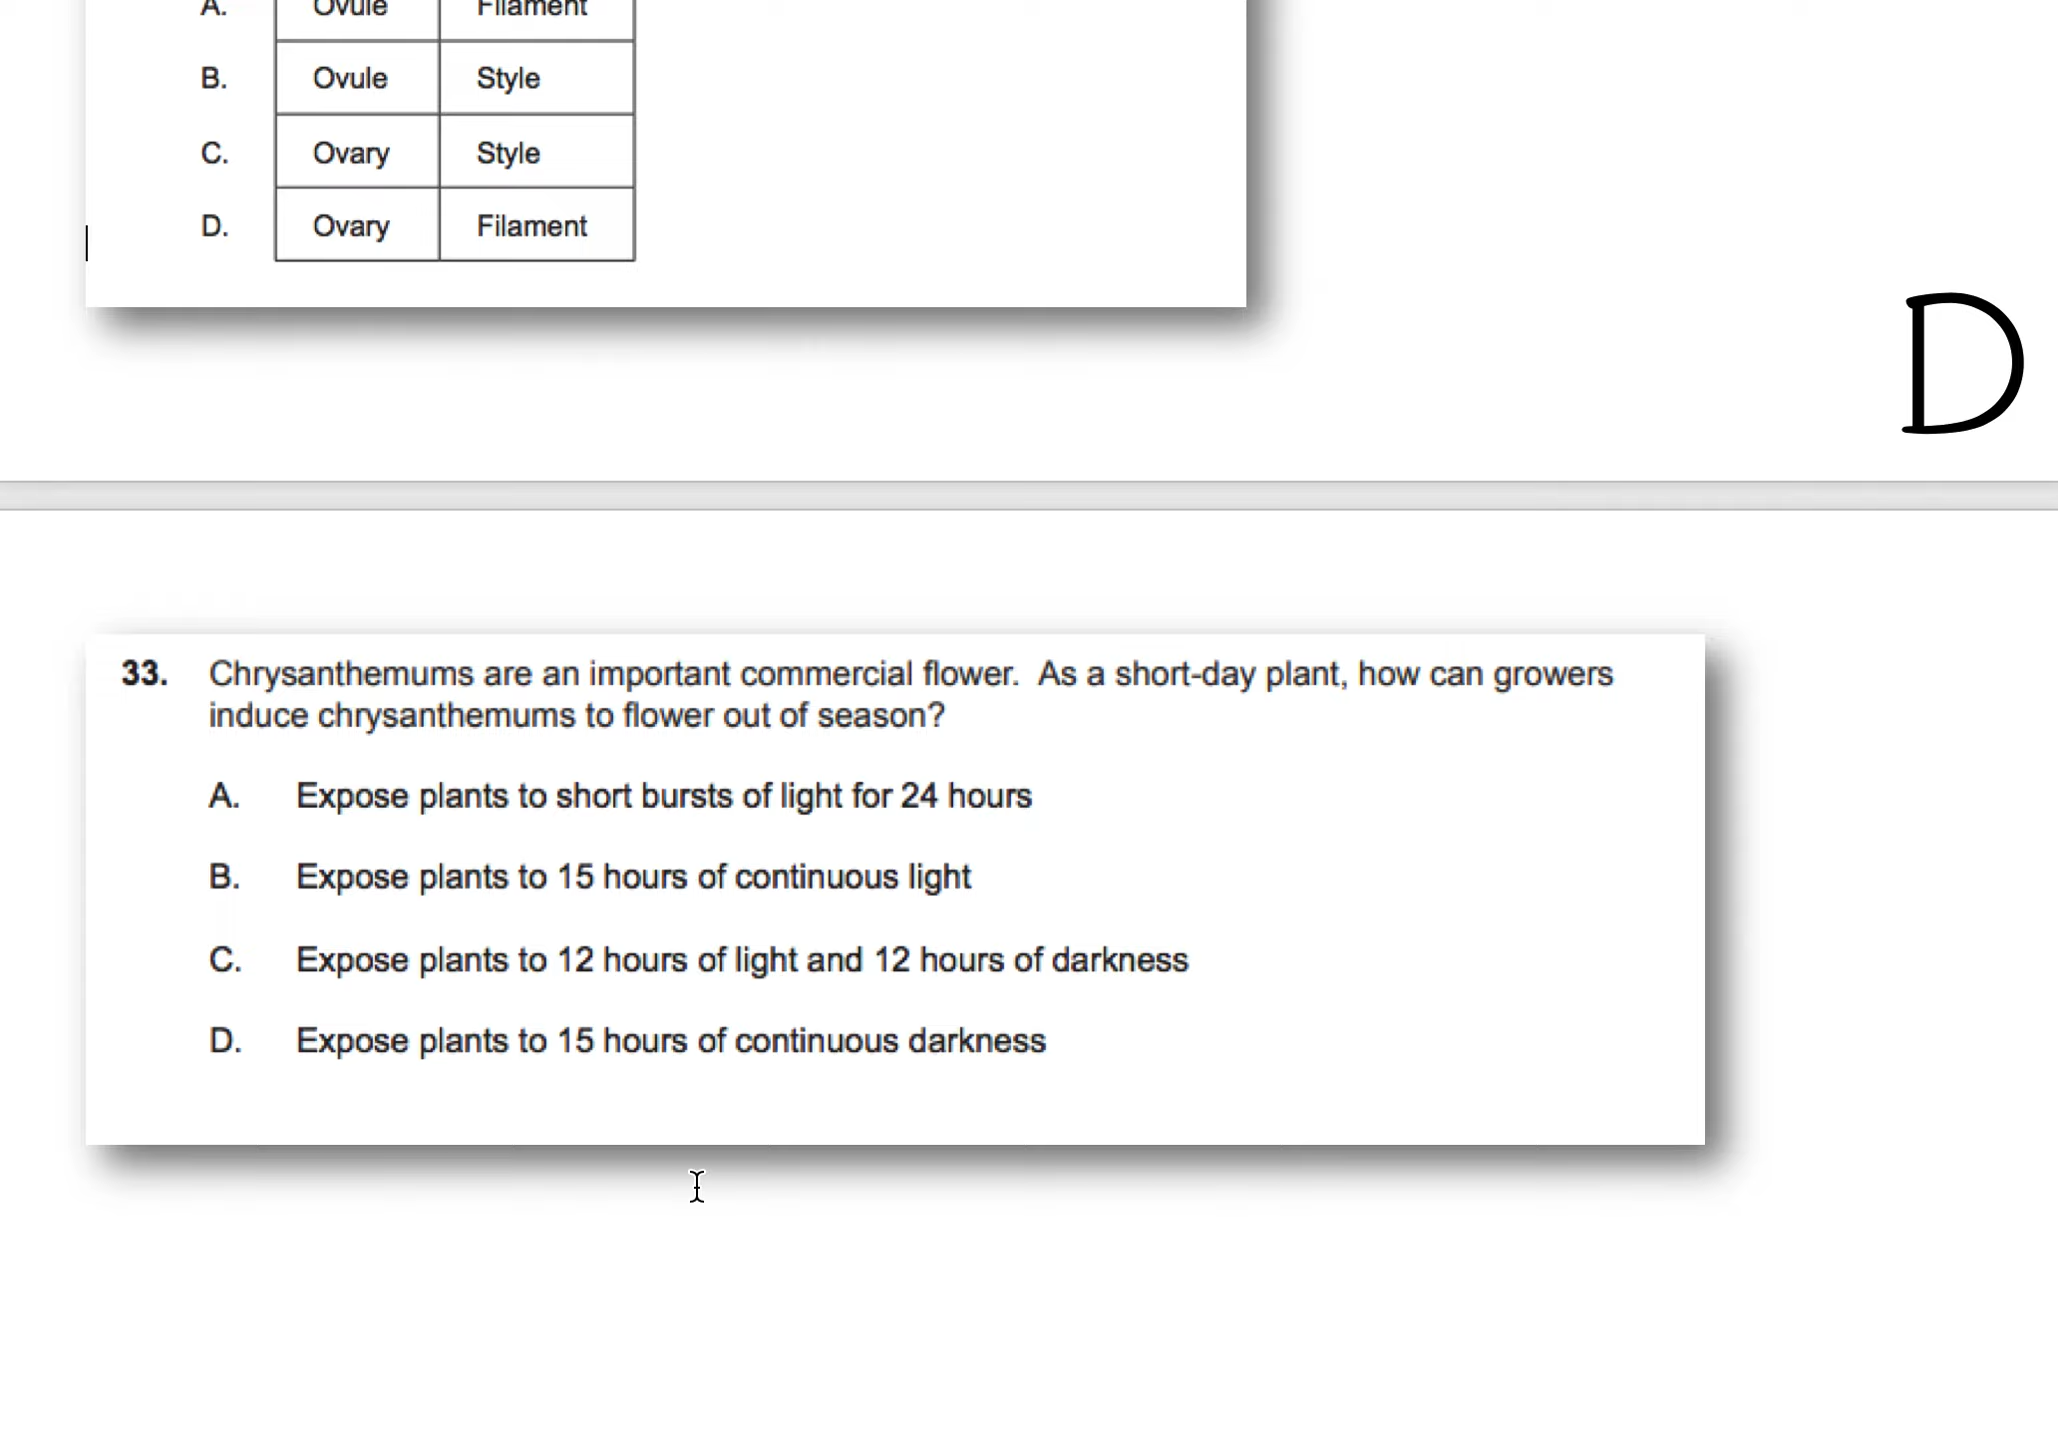 A. Ovule Filament
B. Ovule Style
C. Ovary Style
D. Ovary Filament
D
33. Chrysanthemums are an important commercial flower. As a short-day plant, how can growers
induce chrysanthemums to flower out of season?
A. Expose plants to short bursts of light for 24 hours
B. Expose plants to 15 hours of continuous light
C. Expose plants to 12 hours of light and 12 hours of darkness
D. Expose plants to 15 hours of continuous darkness